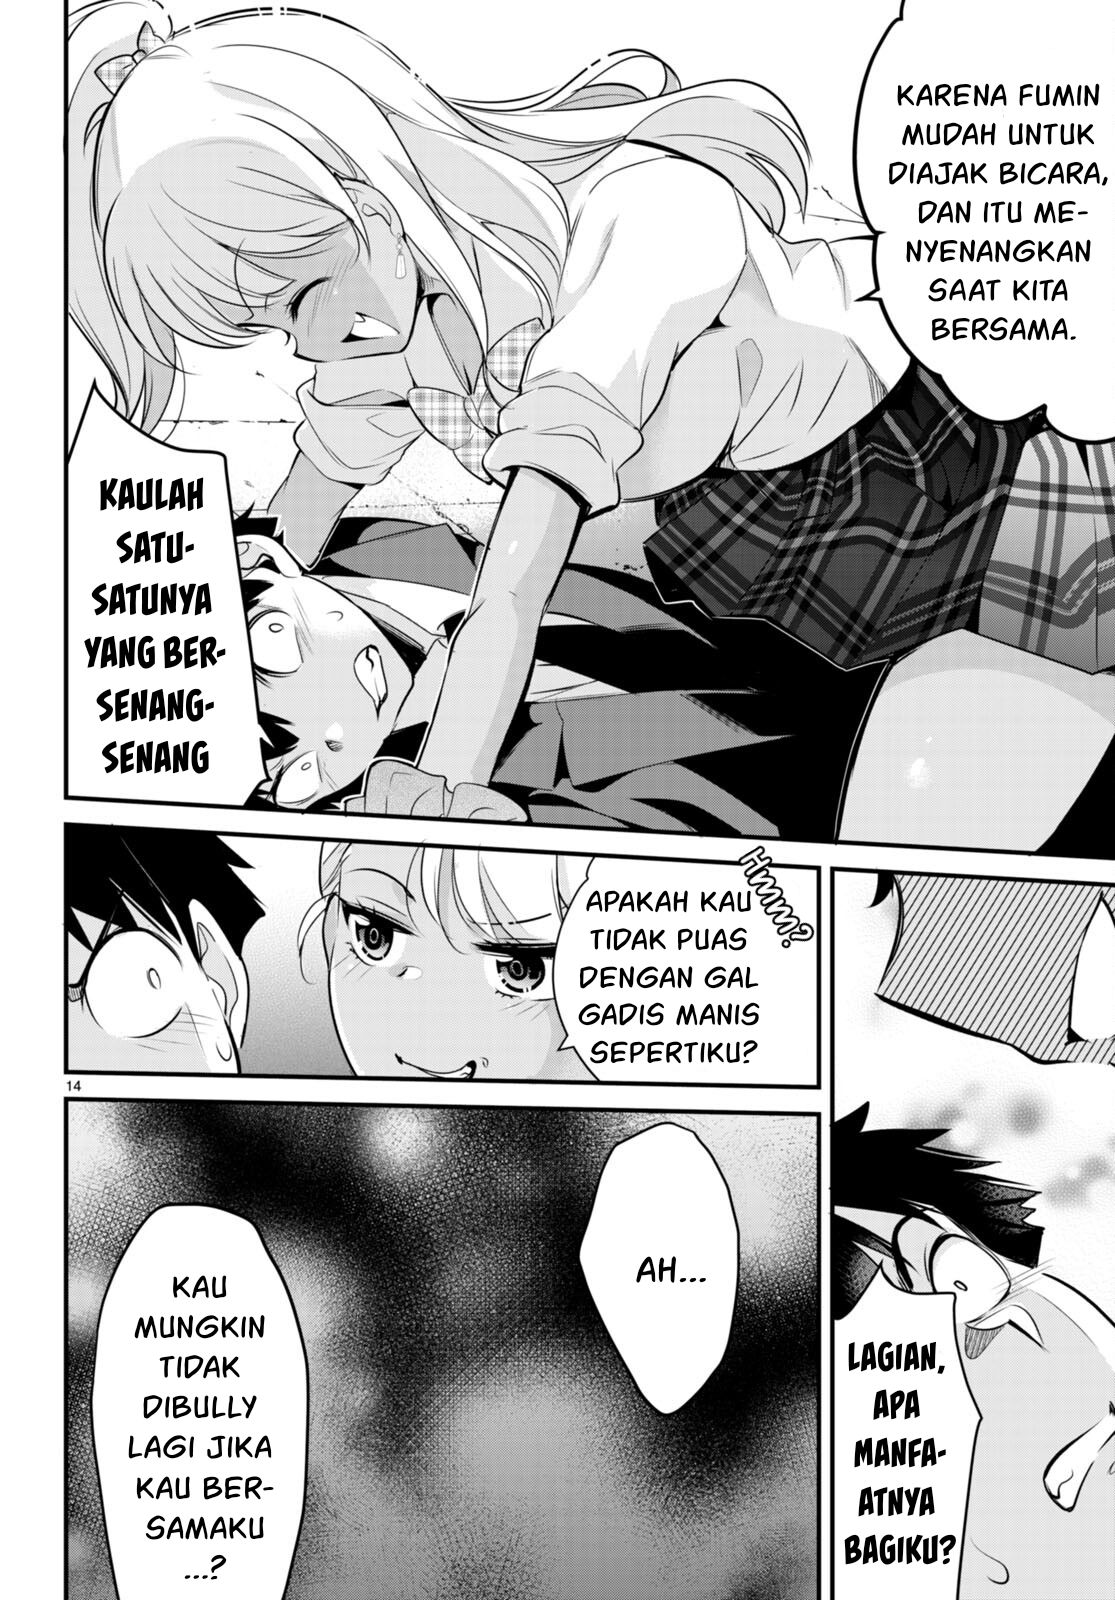 KARENA FUMIN
MUDAH UNTUK
DIAJAK BICARA,
DAN ITU ME-
NYENANGKAN
SAAT KITA
BERSAMA.
KAULAH
SATU-
SATUNYA
YANG BER-
SENANG-
SENANG
HMM?
APAKAH KAU
TIDAK PUAS
DENGAN GAL
GADIS MANIS
SEPERTIKU?
14
LAGIAN,
APA
MANFA-
ATNYA
BAGIKU?
AH...
KAU
MUNGKIN
TIDAK
DIBULLY
LAGI JIKA
KAU BER-
SAMAKU
...?